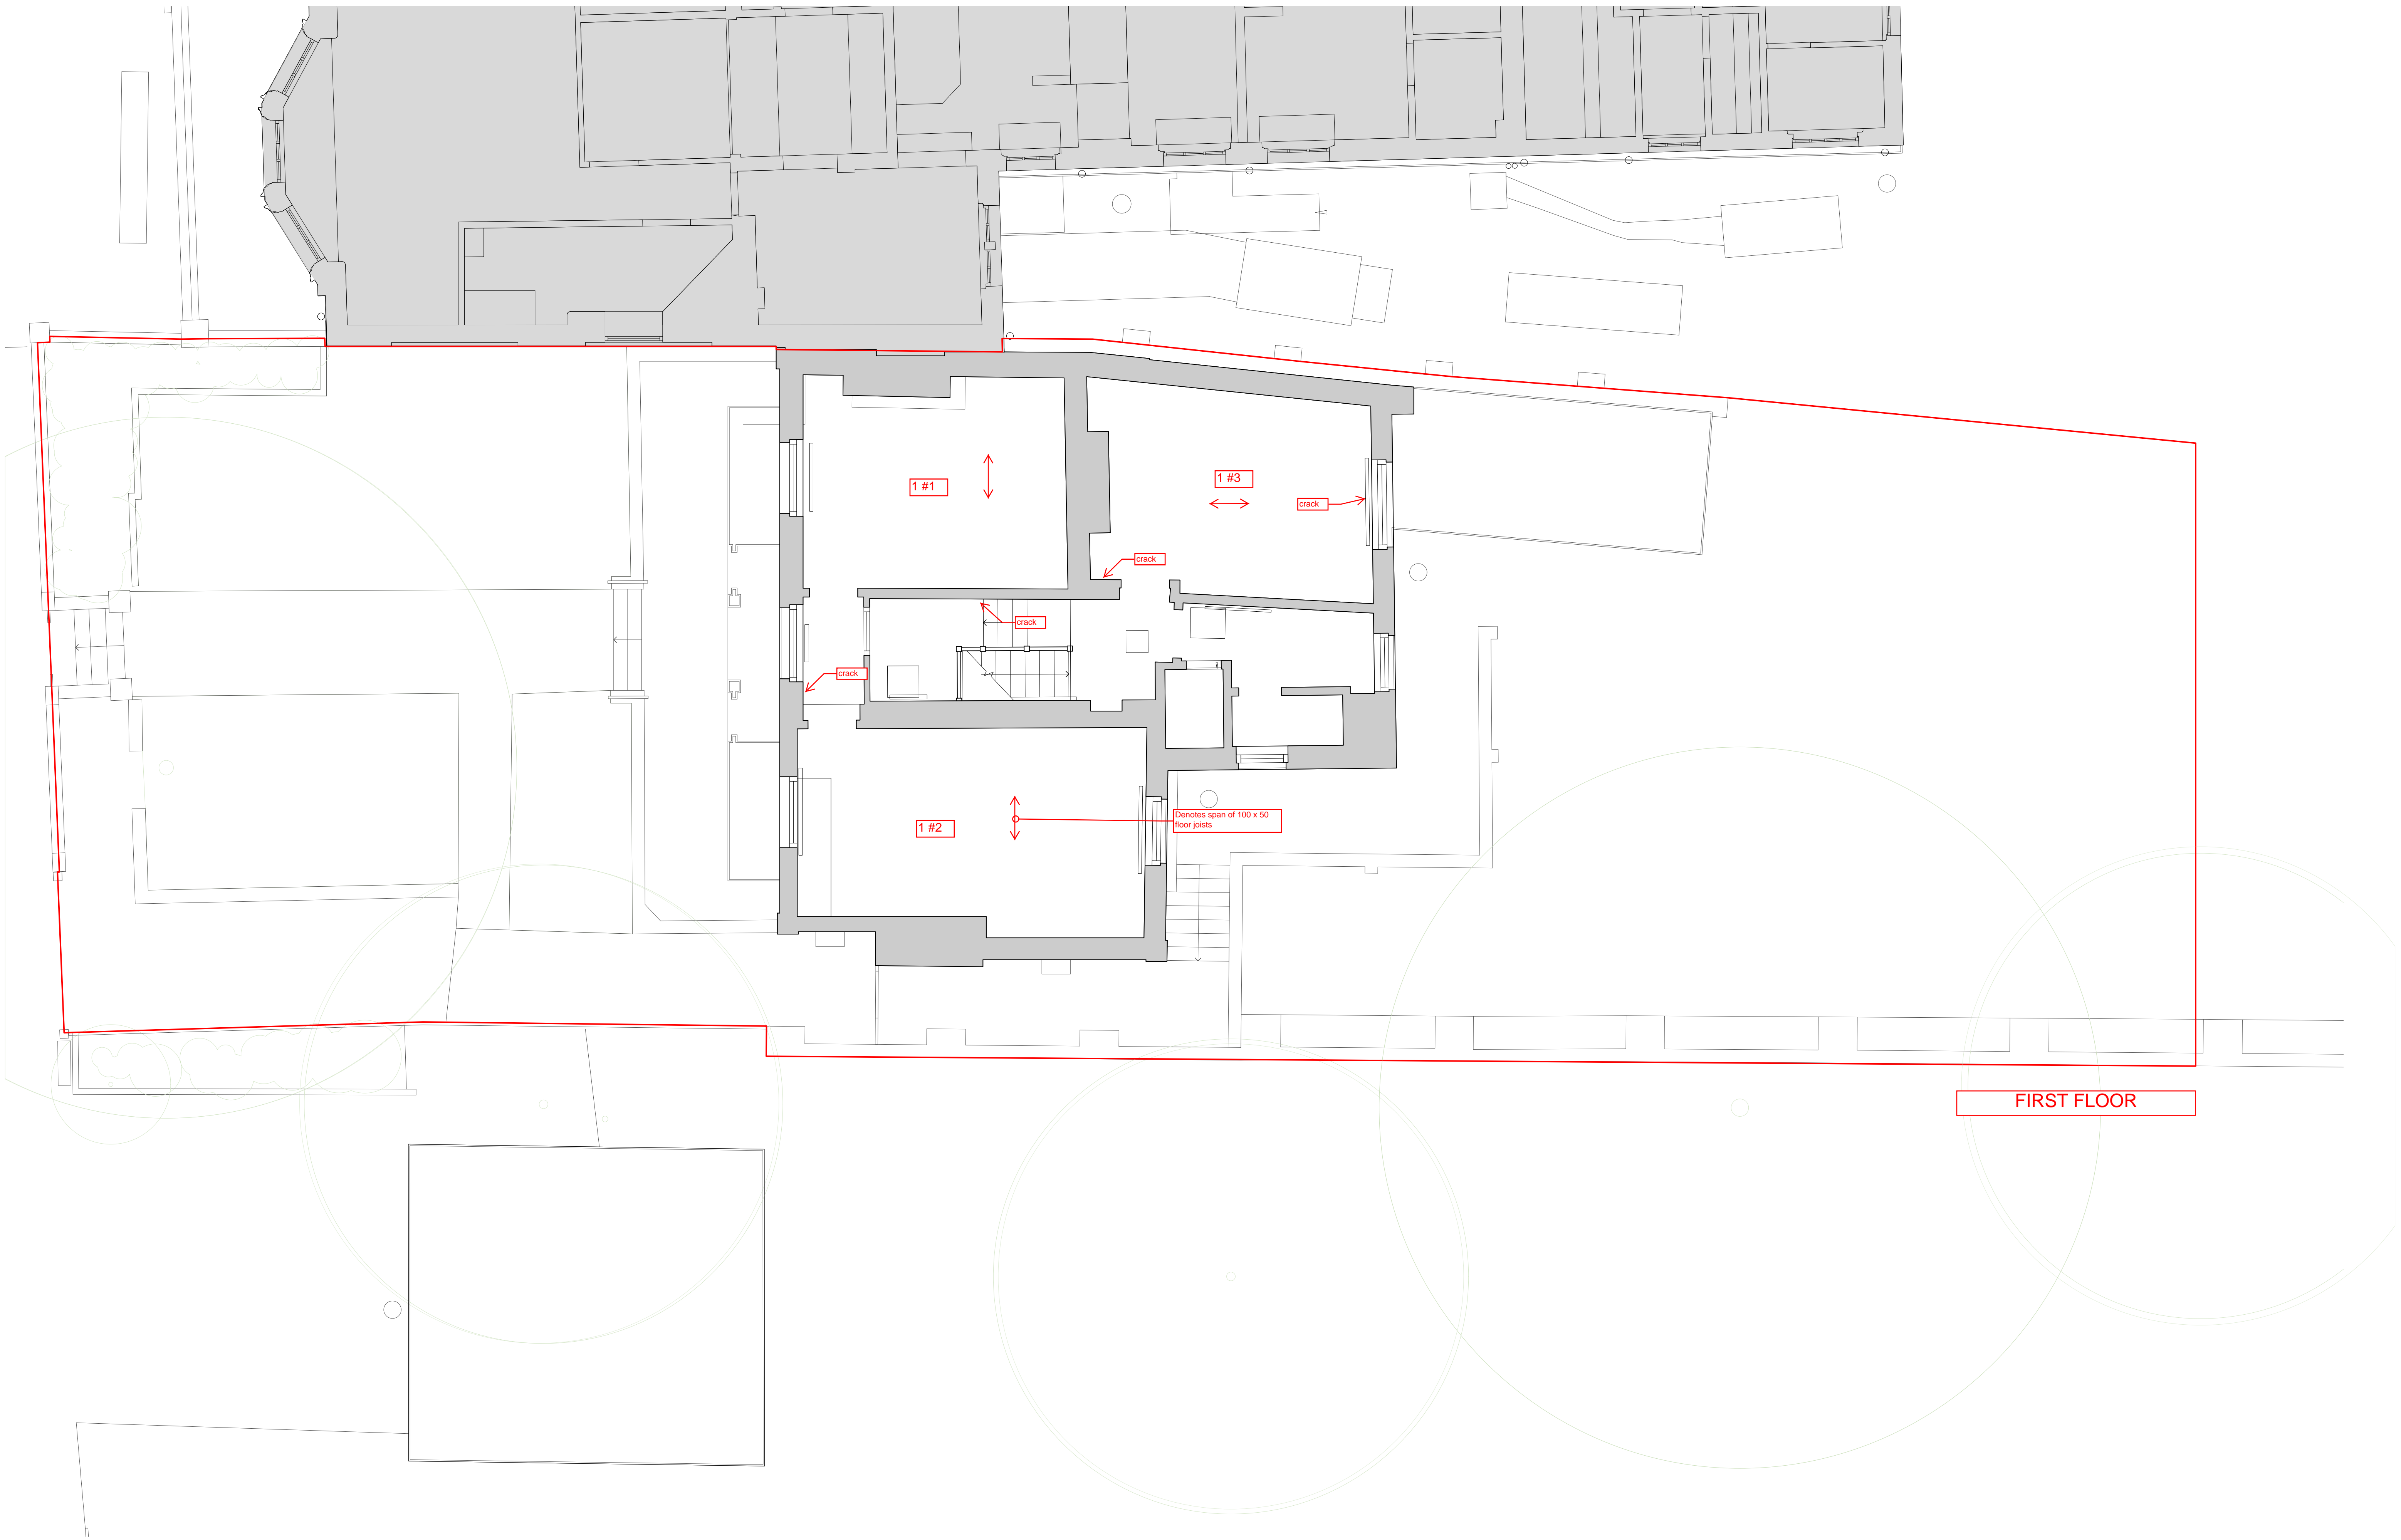 1 #1
1 #3
crack
crack
crack
crack
1 #2
Denotes span of 100 x 50
floor joists
FIRST FLOOR